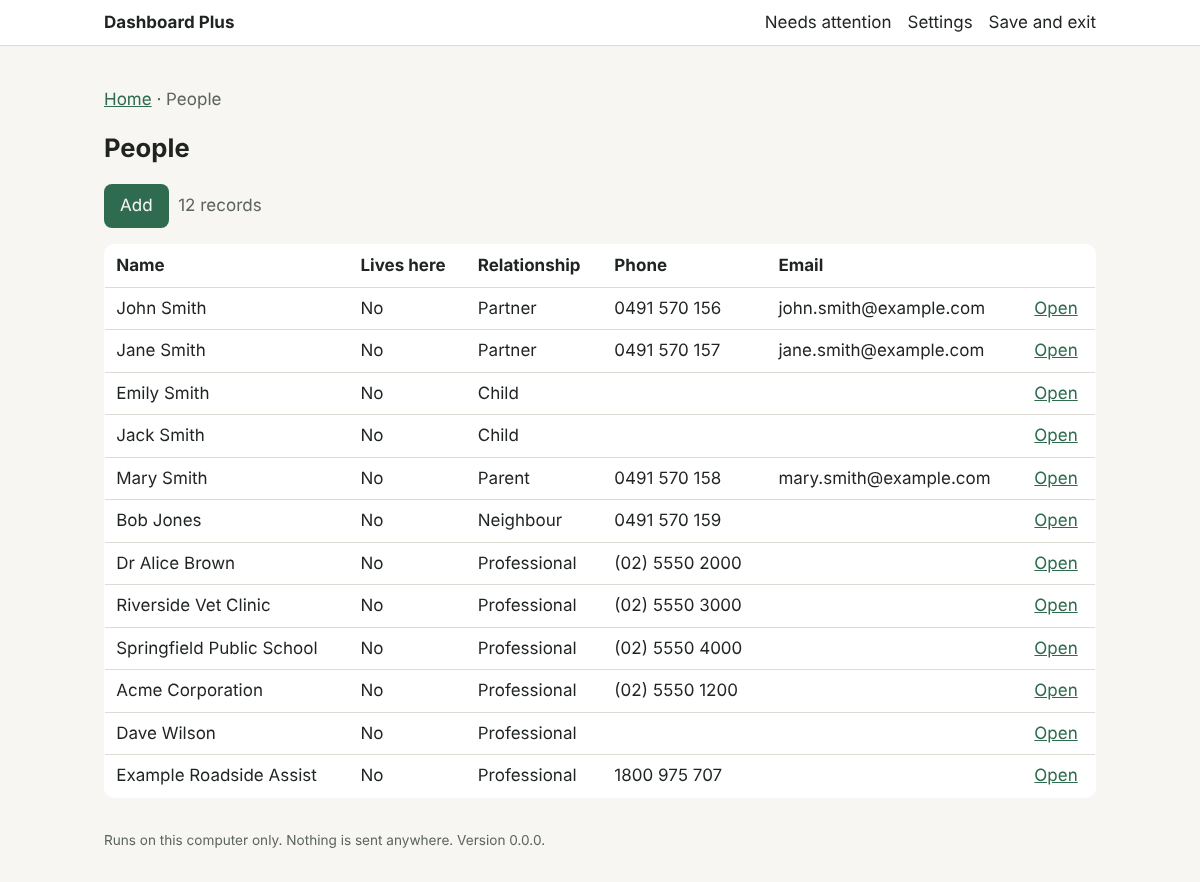 Dashboard Plus Needs attention Settings Save and exit
Home · People
People
Add 12 records
Name Lives here Relationship Phone Email
John Smith No Partner 0491 570 156 john.smith@example.com Open
Jane Smith No Partner 0491 570 157 jane.smith@example.com Open
Emily Smith No Child Open
Jack Smith No Child Open
Mary Smith No Parent 0491 570 158 mary.smith@example.com Open
Bob Jones No Neighbour 0491 570 159 Open
Dr Alice Brown No Professional (02) 5550 2000 Open
Riverside Vet Clinic No Professional (02) 5550 3000 Open
Springfield Public School No Professional (02) 5550 4000 Open
Acme Corporation No Professional (02) 5550 1200 Open
Dave Wilson No Professional Open
Example Roadside Assist No Professional 1800 975 707 Open
Runs on this computer only. Nothing is sent anywhere. Version 0.0.0.